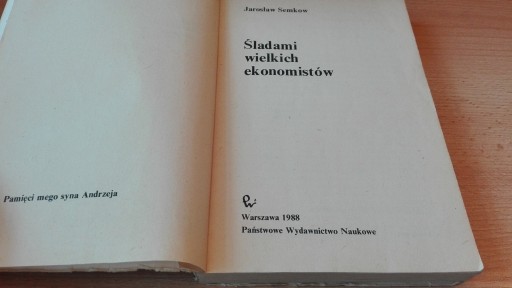 Pamięci mego syna Andrzeja
Jarosław Semkow
Śladami
wielkich
ekonomistów
Warszawa 1988
Państwowe Wydawnictwo Naukowe